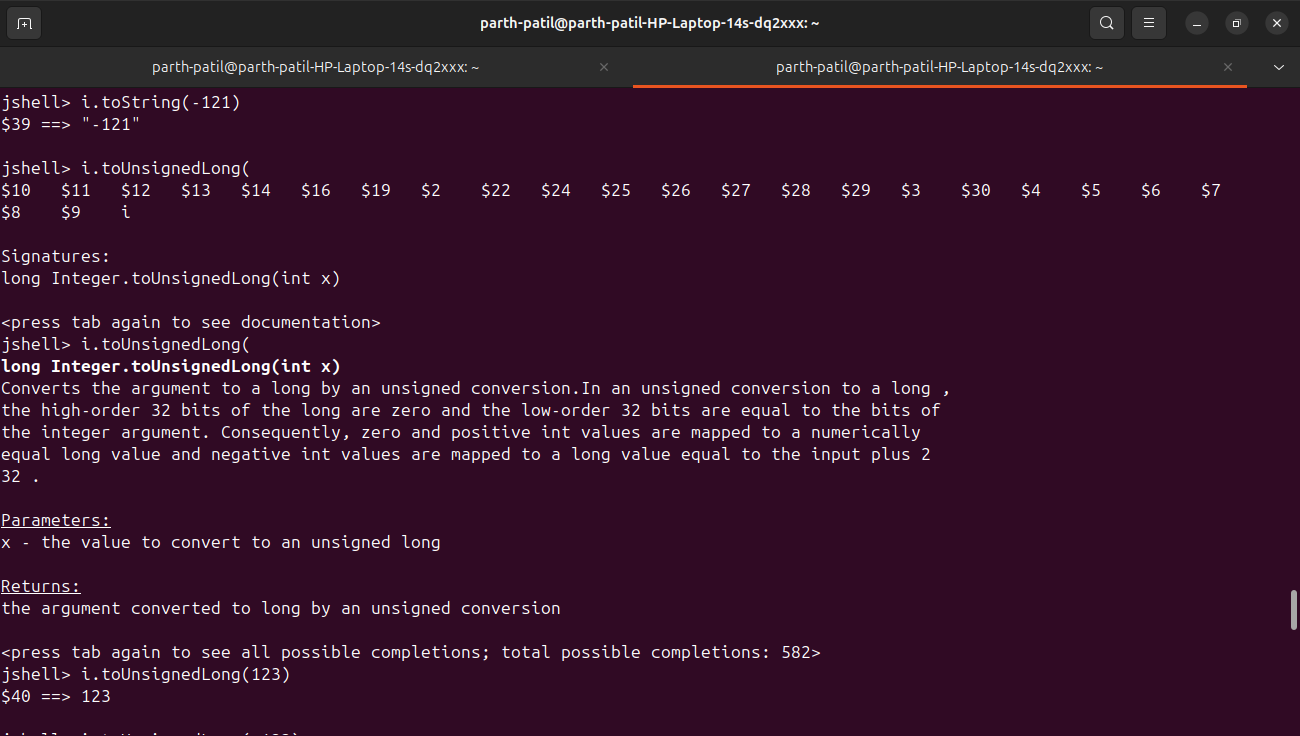 parth-patil@parth-patil-HP-Laptop-14s-dq2xxx: ~
parth-patil@parth-patil-HP-Laptop-14s-dq2xxx: ~
parth-patil@parth-patil-HP-Laptop-14s-dq2xxx: ~
jshell> i.toString(-121)
$39 ==> "-121"
jshell> i.toUnsignedLong(
$10 $11 $12 $13 $14 $16 $19 $2 $22 $24 $25 $26 $27 $28 $29 $3 $30 $4 $5 $6 $7
$8 $9 i
Signatures:
long Integer.toUnsignedLong(int x)
<press tab again to see documentation>
jshell> i.toUnsignedLong(
long Integer.toUnsignedLong(int x)
Converts the argument to a long by an unsigned conversion.In an unsigned conversion to a long ,
the high-order 32 bits of the long are zero and the low-order 32 bits are equal to the bits of
the integer argument. Consequently, zero and positive int values are mapped to a numerically
equal long value and negative int values are mapped to a long value equal to the input plus 2
32 .
Parameters:
x - the value to convert to an unsigned long
Returns:
the argument converted to long by an unsigned conversion
<press tab again to see all possible completions; total possible completions: 582>
jshell> i.toUnsignedLong(123)
$40 ==> 123